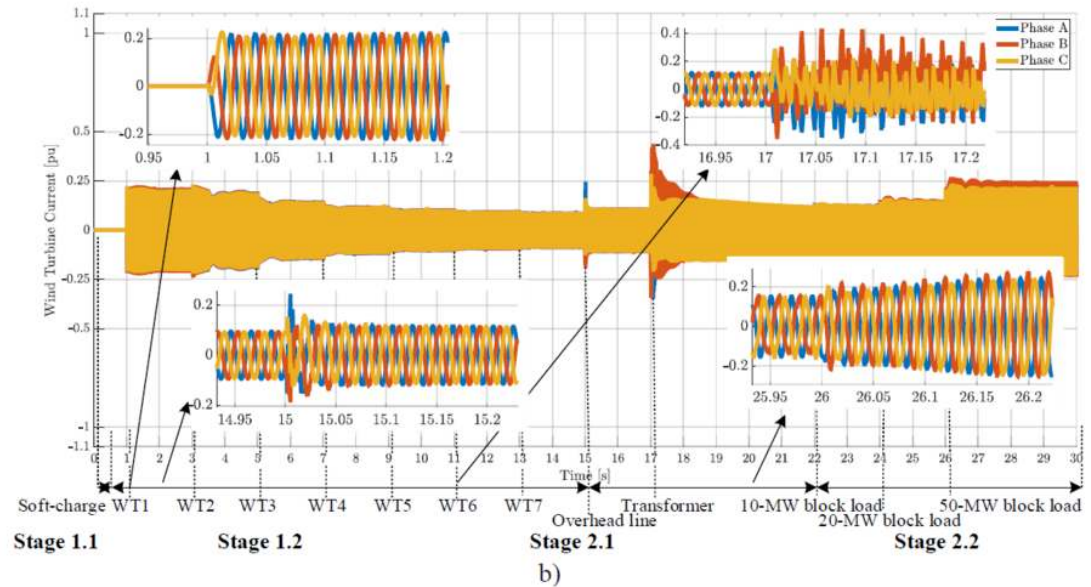 1.1
1
0.5
0.25
0
-0.25
-0.5
-1
-1.1
Wind Turbine Current [pu]
0.2
0
-0.2
0.95 1 1.05 1.1 1.15 1.2
0.4
0.2
0
-0.2
-0.4
16.95 17 17.05 17.1 17.15 17.2
Phase A
Phase B
Phase C
0.2
0
-0.2
14.95 15 15.05 15.1 15.15 15.2
0.2
0
-0.2
25.95 26 26.05 26.1 26.15 26.2
0 1 2 3 4 5 6 7 8 9 10 11 12 13 14 15 16 17 18 19 20 21 22 23 24 25 26 27 28 29 30
Time [s]
Soft-charge WT1 WT2 WT3 WT4 WT5 WT6 WT7 Transformer 10-MW block load 50-MW block load
Overhead line 20-MW block load
Stage 1.1 Stage 1.2 Stage 2.1 Stage 2.2
b)